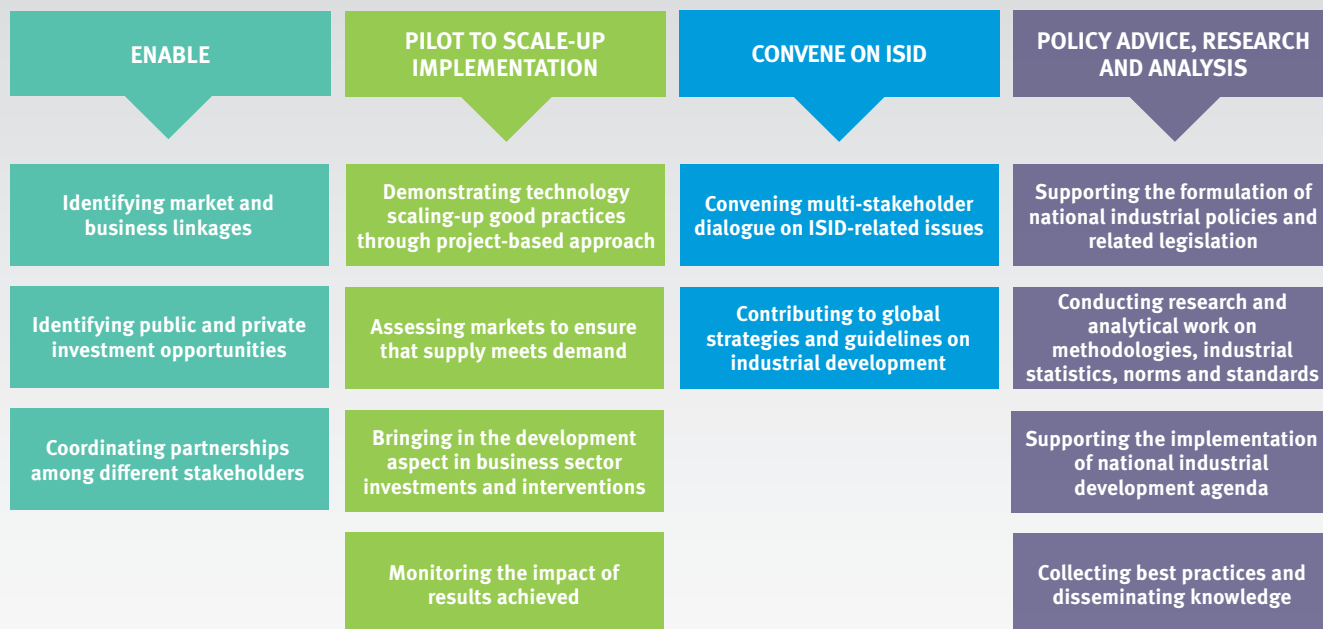 ENABLE
PILOT TO SCALE-UP
IMPLEMENTATION
CONVENE ON ISID
POLICY ADVICE, RESEARCH
AND ANALYSIS
Identifying market and
business linkages
Identifying public and private
investment opportunities
Coordinating partnerships
among different stakeholders
Demonstrating technology
scaling-up good practices
through project-based approach
Assessing markets to ensure
that supply meets demand
Bringing in the development
aspect in business sector
investments and interventions
Monitoring the impact of
results achieved
Convening multi-stakeholder
dialogue on ISID-related issues
Contributing to global
strategies and guidelines on
industrial development
Supporting the formulation of
national industrial policies and
related legislation
Conducting research and
analytical work on
methodologies, industrial
statistics, norms and standards
Supporting the implementation
of national industrial
development agenda
Collecting best practices and
disseminating knowledge